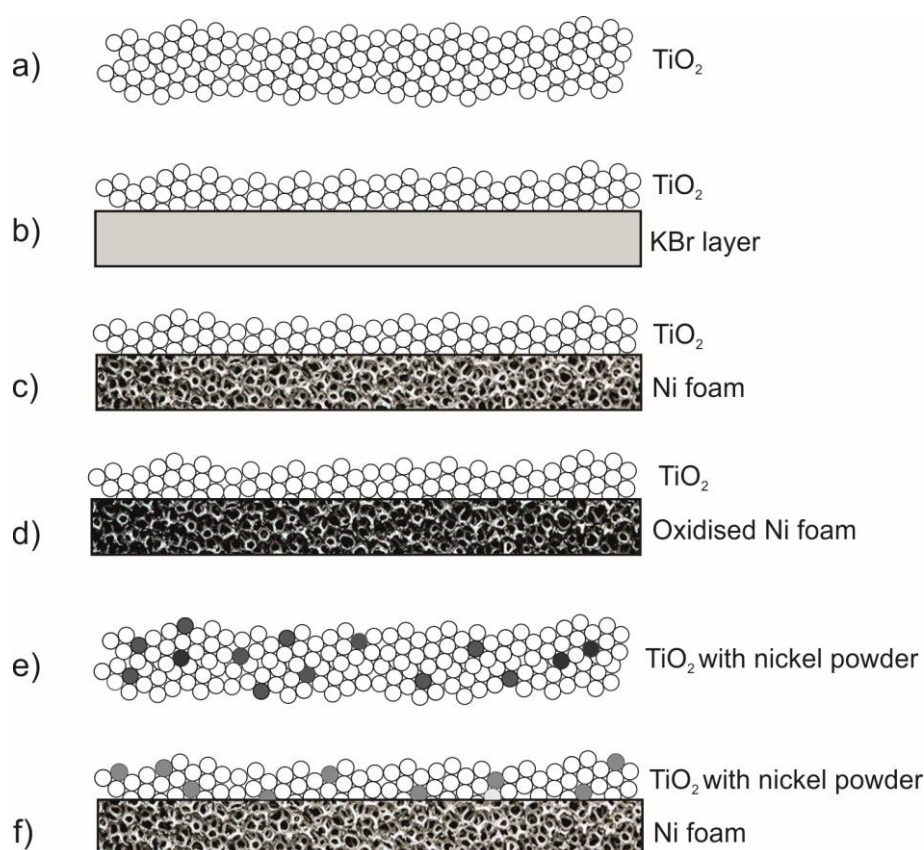 a)
TiO₂
TiO₂
b)
KBr layer
TiO₂
c)
Ni foam
TiO₂
d)
Oxidised Ni foam
e)
TiO₂ with nickel powder
TiO₂ with nickel powder
f)
Ni foam